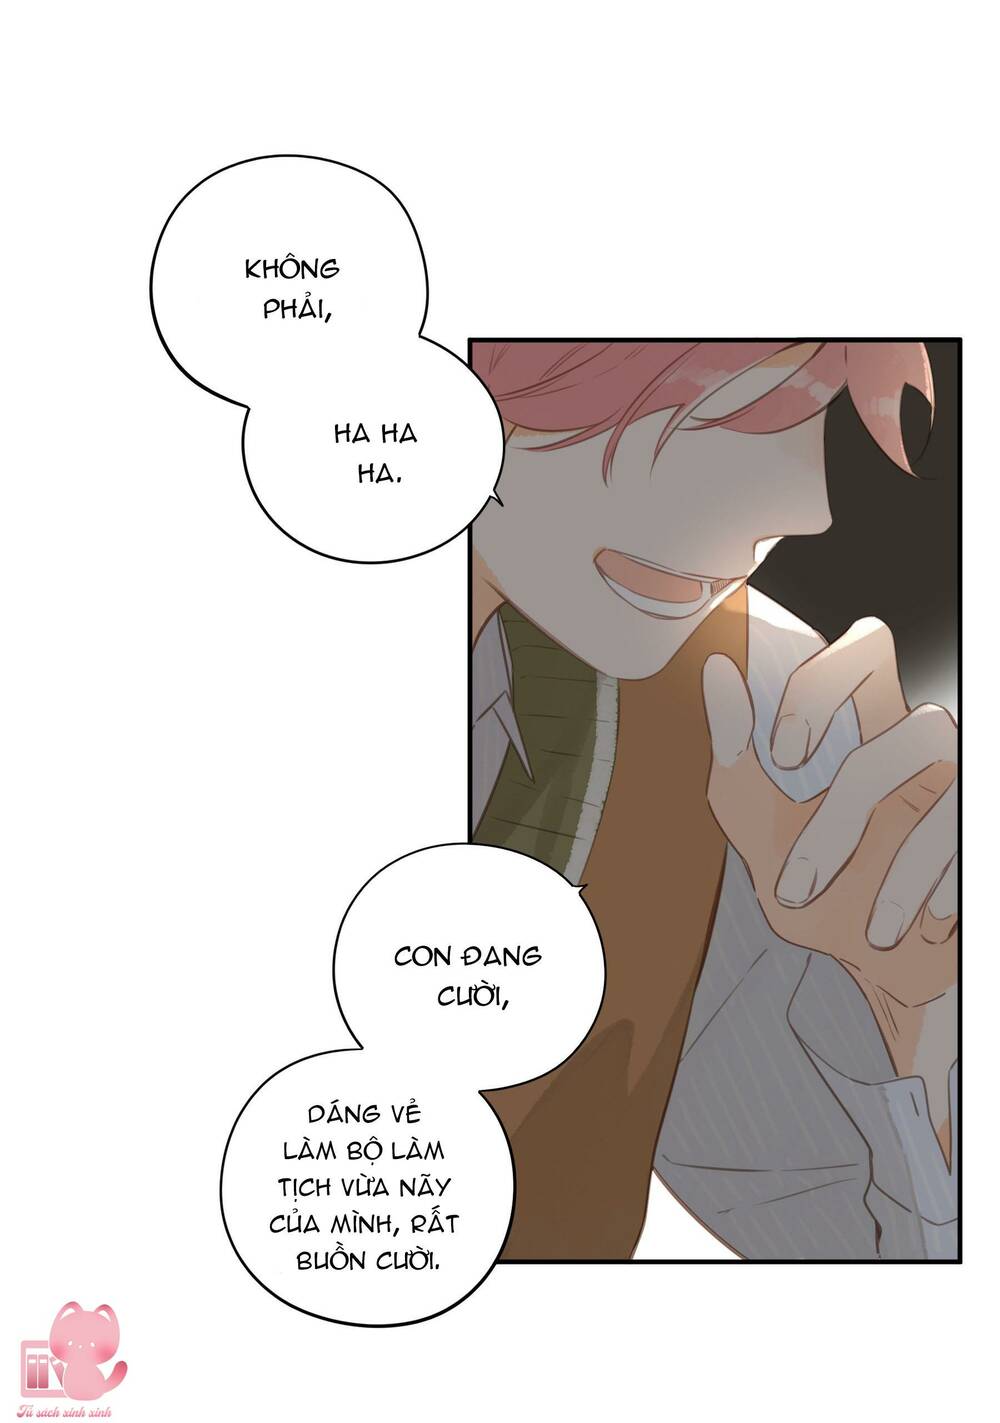 KHÔNG
PHẢI,
HA HA
HA.
CON ĐANG
CƯỜI,
DÁNG VẺ
LÀM BỘ LÀM
TỊCH VỪA NÃY
CỦA MÌNH, RẤT
BUỒN CƯỜI.
Tủ sách xinh xinh